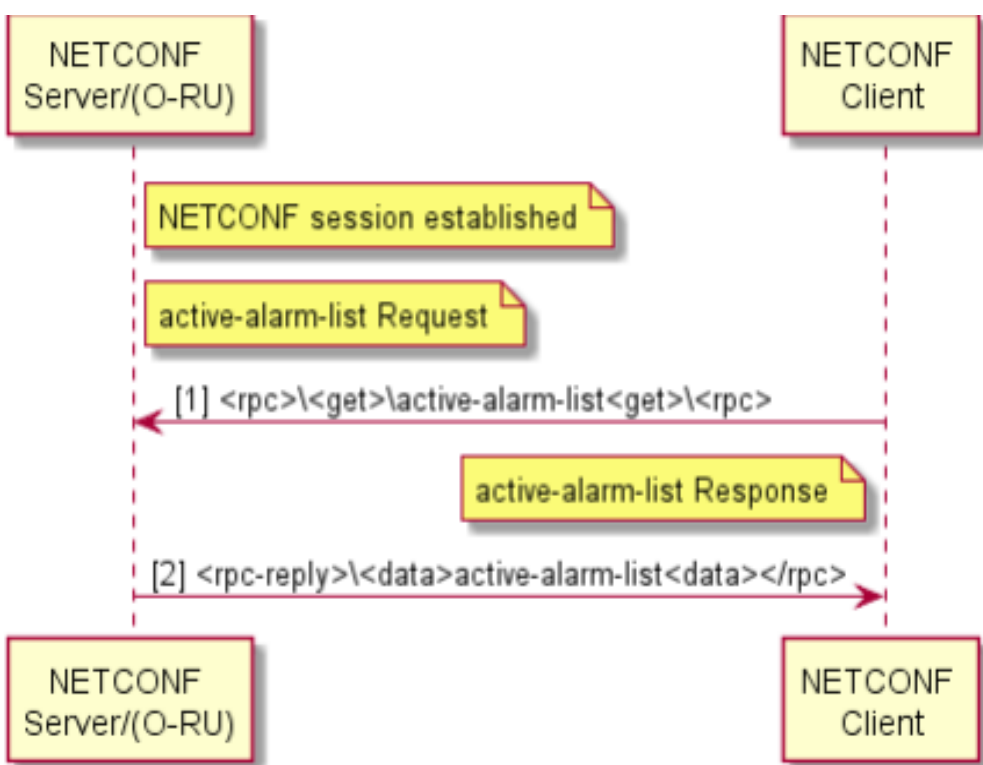 NETCONF
Server/(O-RU)
NETCONF
Client
NETCONF session established
active-alarm-list Request
[1] <rpc>\<get>\active-alarm-list<get>\<rpc>
active-alarm-list Response
[2] <rpc-reply>\<data>active-alarm-list<data></rpc>
NETCONF
Server/(O-RU)
NETCONF
Client